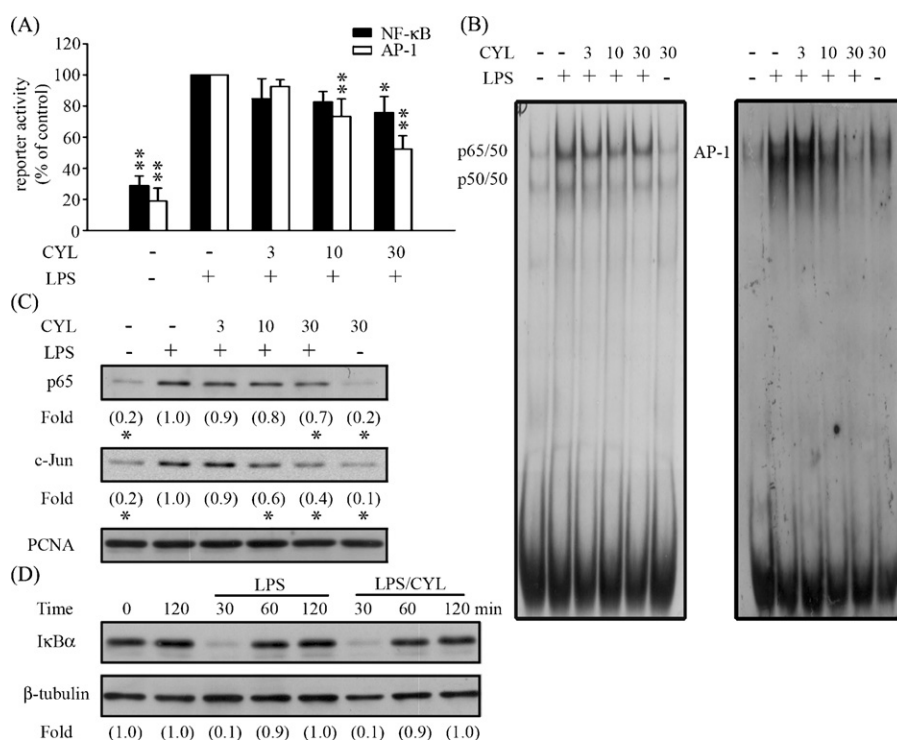 (A)
NF-κB
AP-1
reporter activity
(% of control)
120
100
80
60
40
20
0
** ** ** * **
CYL - - 3 10 30
LPS - + + + +
(B)
CYL - - 3 10 30 30
LPS - + + + + -
p65/50
p50/50
- - 3 10 30 30
- + + + + -
AP-1
(C)
CYL - - 3 10 30 30
LPS - + + + + -
p65
Fold (0.2) (1.0) (0.9) (0.8) (0.7) (0.2)
* * *
c-Jun
Fold (0.2) (1.0) (0.9) (0.6) (0.4) (0.1)
* * * *
PCNA
(D)
LPS LPS/CYL
Time 0 120 30 60 120 30 60 120 min
IκBα
β-tubulin
Fold (1.0) (1.0) (0.1) (0.9) (1.0) (0.1) (0.9) (1.0)